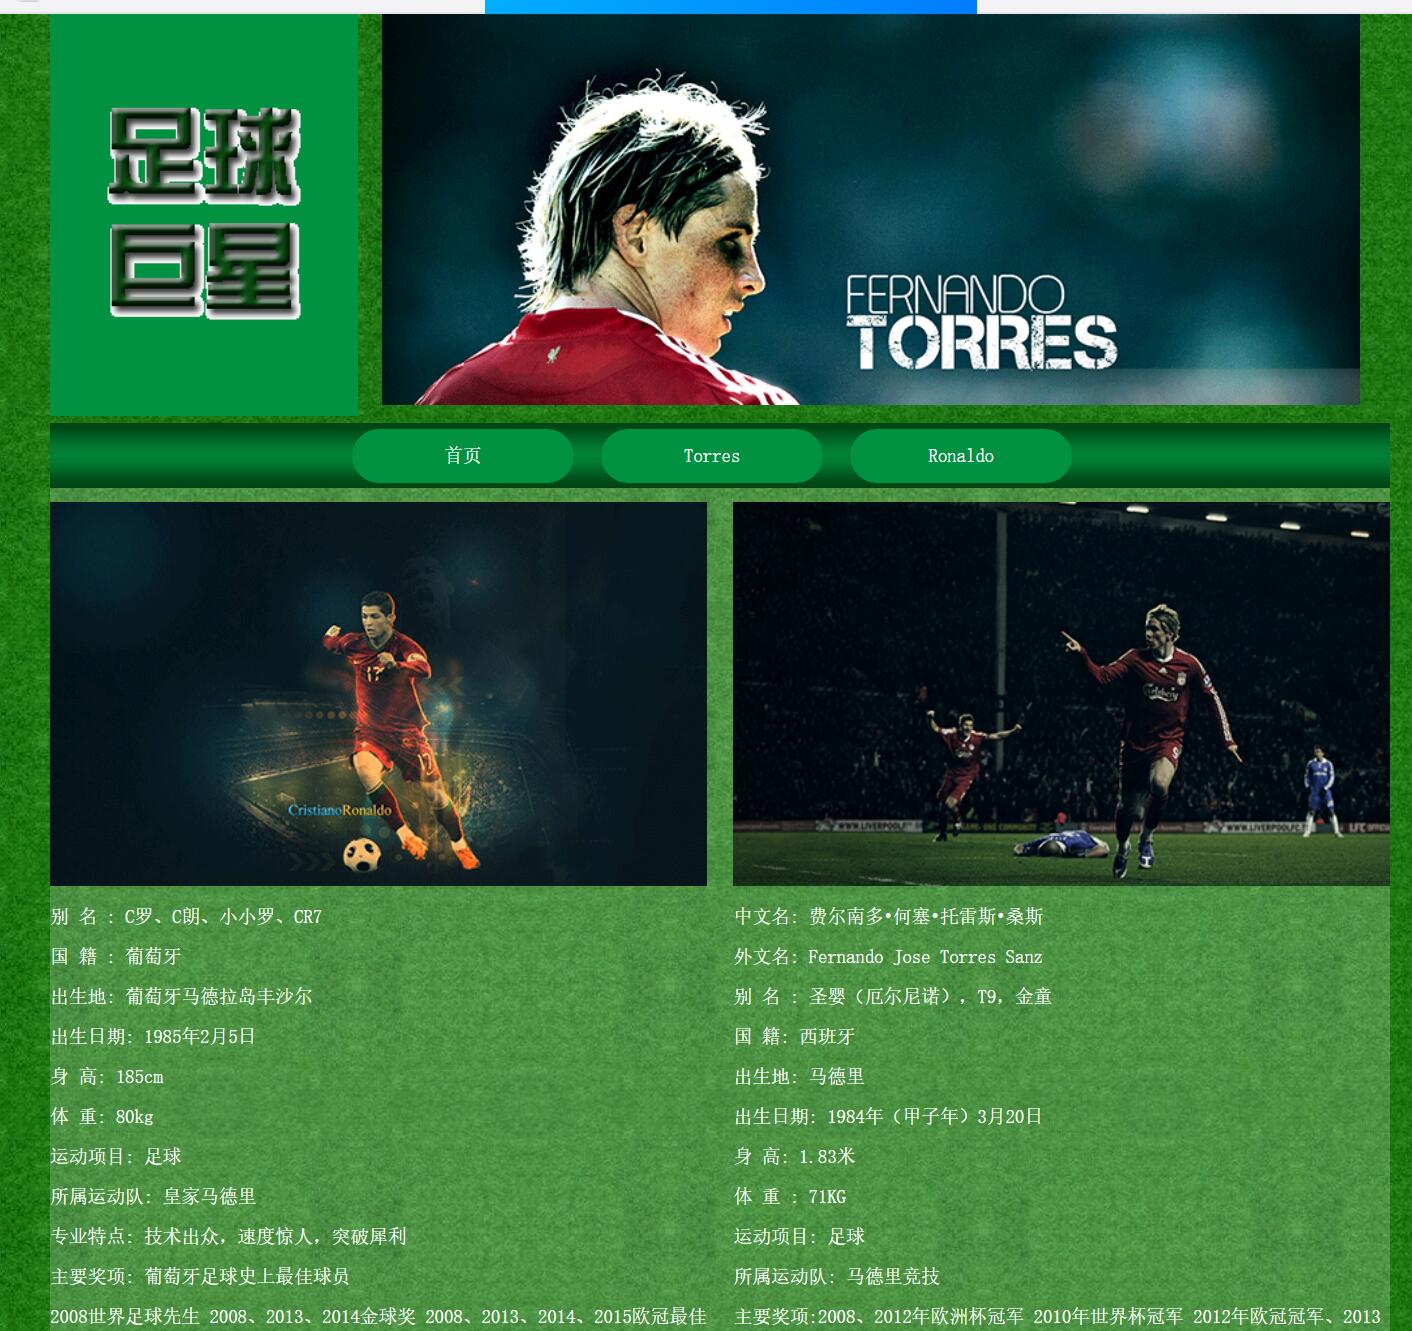 足球
巨星
FERNANDO
TORRES
首页
Torres
Ronaldo
CristianoRonaldo
17
17
Carlsberg
9
WWW.LIVERPOOLFC.T
别 名 : C罗、C朗、小小罗、CR7
国 籍 : 葡萄牙
出生地: 葡萄牙马德拉岛丰沙尔
出生日期: 1985年2月5日
身 高: 185cm
体 重: 80kg
运动项目: 足球
所属运动队: 皇家马德里
专业特点: 技术出众，速度惊人，突破犀利
主要奖项: 葡萄牙足球史上最佳球员
2008世界足球先生 2008、2013、2014金球奖 2008、2013、2014、2015欧冠最佳
中文名: 费尔南多•何塞•托雷斯•桑斯
外文名: Fernando Jose Torres Sanz
别 名 : 圣婴（厄尔尼诺），T9，金童
国 籍: 西班牙
出生地: 马德里
出生日期: 1984年（甲子年）3月20日
身 高: 1.83米
体 重 : 71KG
运动项目: 足球
所属运动队: 马德里竞技
主要奖项:2008、2012年欧洲杯冠军 2010年世界杯冠军 2012年欧冠冠军、2013